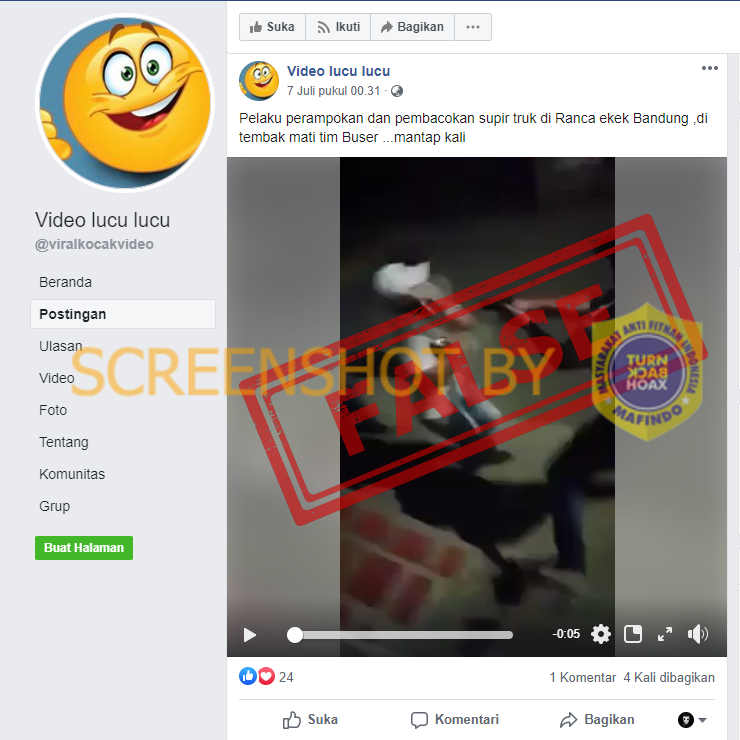 Suka
Ikuti
Bagikan
Video lucu lucu
7 Juli pukul 00.31
Pelaku perampokan dan pembacokan supir truk di Ranca ekek Bandung ,di
tembak mati tim Buser ...mantap kali
Video lucu lucu
@viralkocakvideo
Beranda
Postingan
Ulasan
Video
Foto
Tentang
Komunitas
Grup
Buat Halaman
SCREENSHOT BY
FALSE
MASYARAKAT ANTI FITNAH INDONESIA
TURN
BACK
HOAX
MAFINDO
-0:05
24
1 Komentar
4 Kali dibagikan
Suka
Komentari
Bagikan